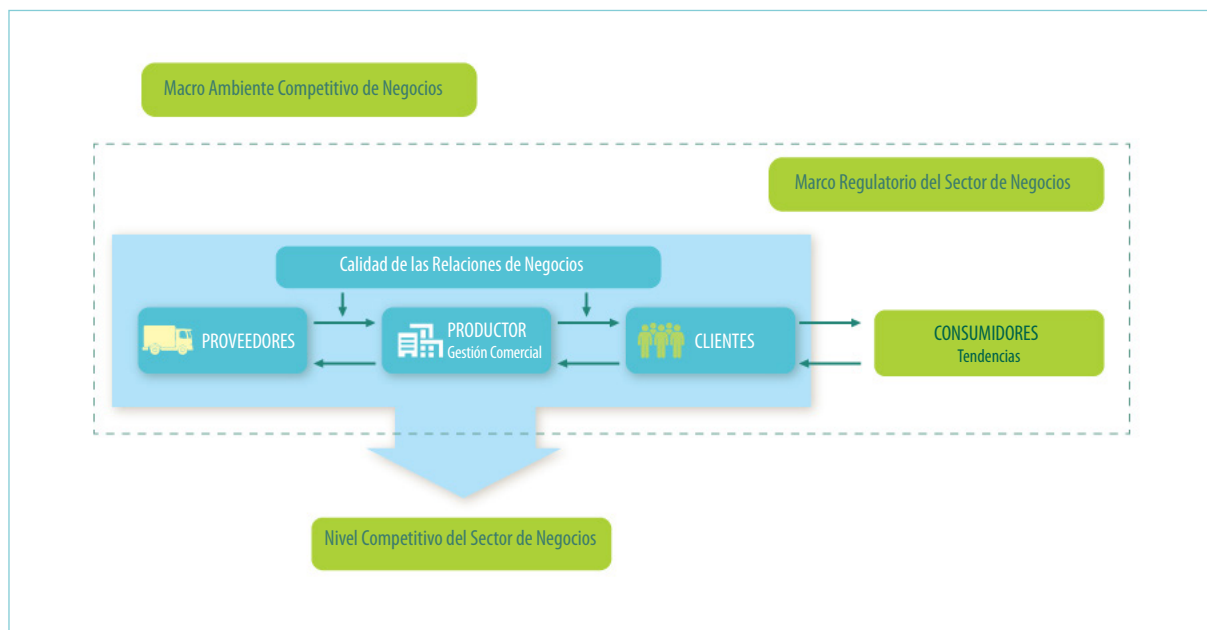 Macro Ambiente Competitivo de Negocios
Marco Regulatorio del Sector de Negocios
Calidad de las Relaciones de Negocios
PROVEEDORES
PRODUCTOR
Gestión Comercial
CLIENTES
CONSUMIDORES
Tendencias
Nivel Competitivo del Sector de Negocios